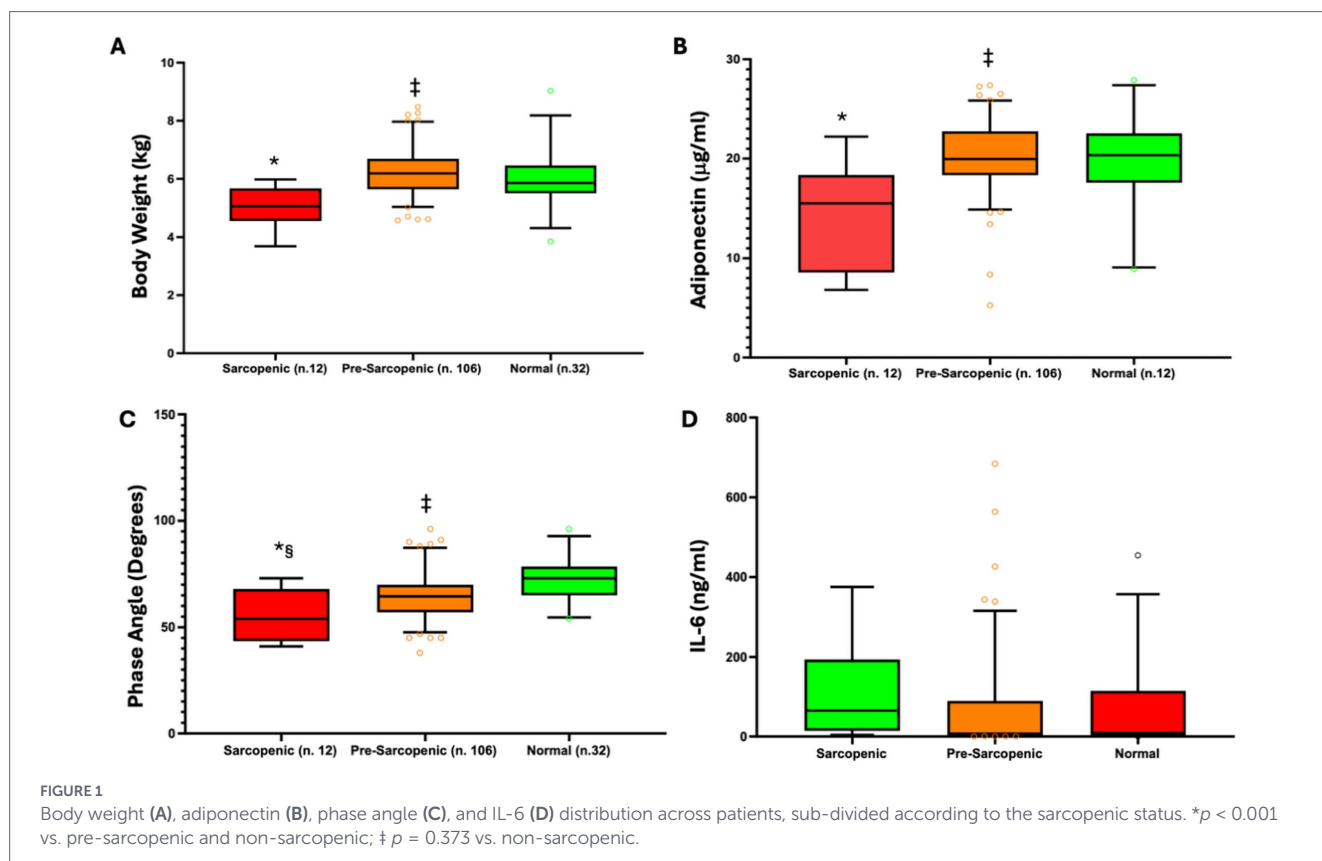 A
Body Weight (kg)
10
8
6
4
2
0
*
‡
Sarcopenic (n.12)
Pre-Sarcopenic (n. 106)
Normal (n.32)
B
Adiponectin (µg/ml)
30
20
10
0
*
‡
Sarcopenic (n. 12)
Pre-Sarcopenic (n. 106)
Normal (n.12)
C
Phase Angle (Degrees)
150
100
50
0
*§
‡
Sarcopenic (n. 12)
Pre-Sarcopenic (n. 106)
Normal (n.32)
D
IL-6 (ng/ml)
800
600
400
200
0
Sarcopenic
Pre-Sarcopenic
Normal
FIGURE 1
Body weight (A), adiponectin (B), phase angle (C), and IL-6 (D) distribution across patients, sub-divided according to the sarcopenic status. *p < 0.001
vs. pre-sarcopenic and non-sarcopenic; ‡ p = 0.373 vs. non-sarcopenic.